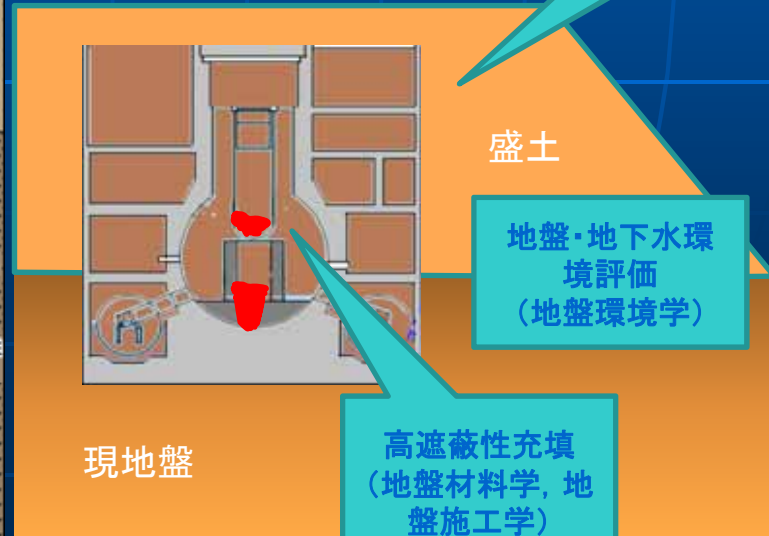 盛土
地盤・地下水環
境評価
（地盤環境学）
現地盤
高遮蔽性充填
（地盤材料学，地
盤施工学）